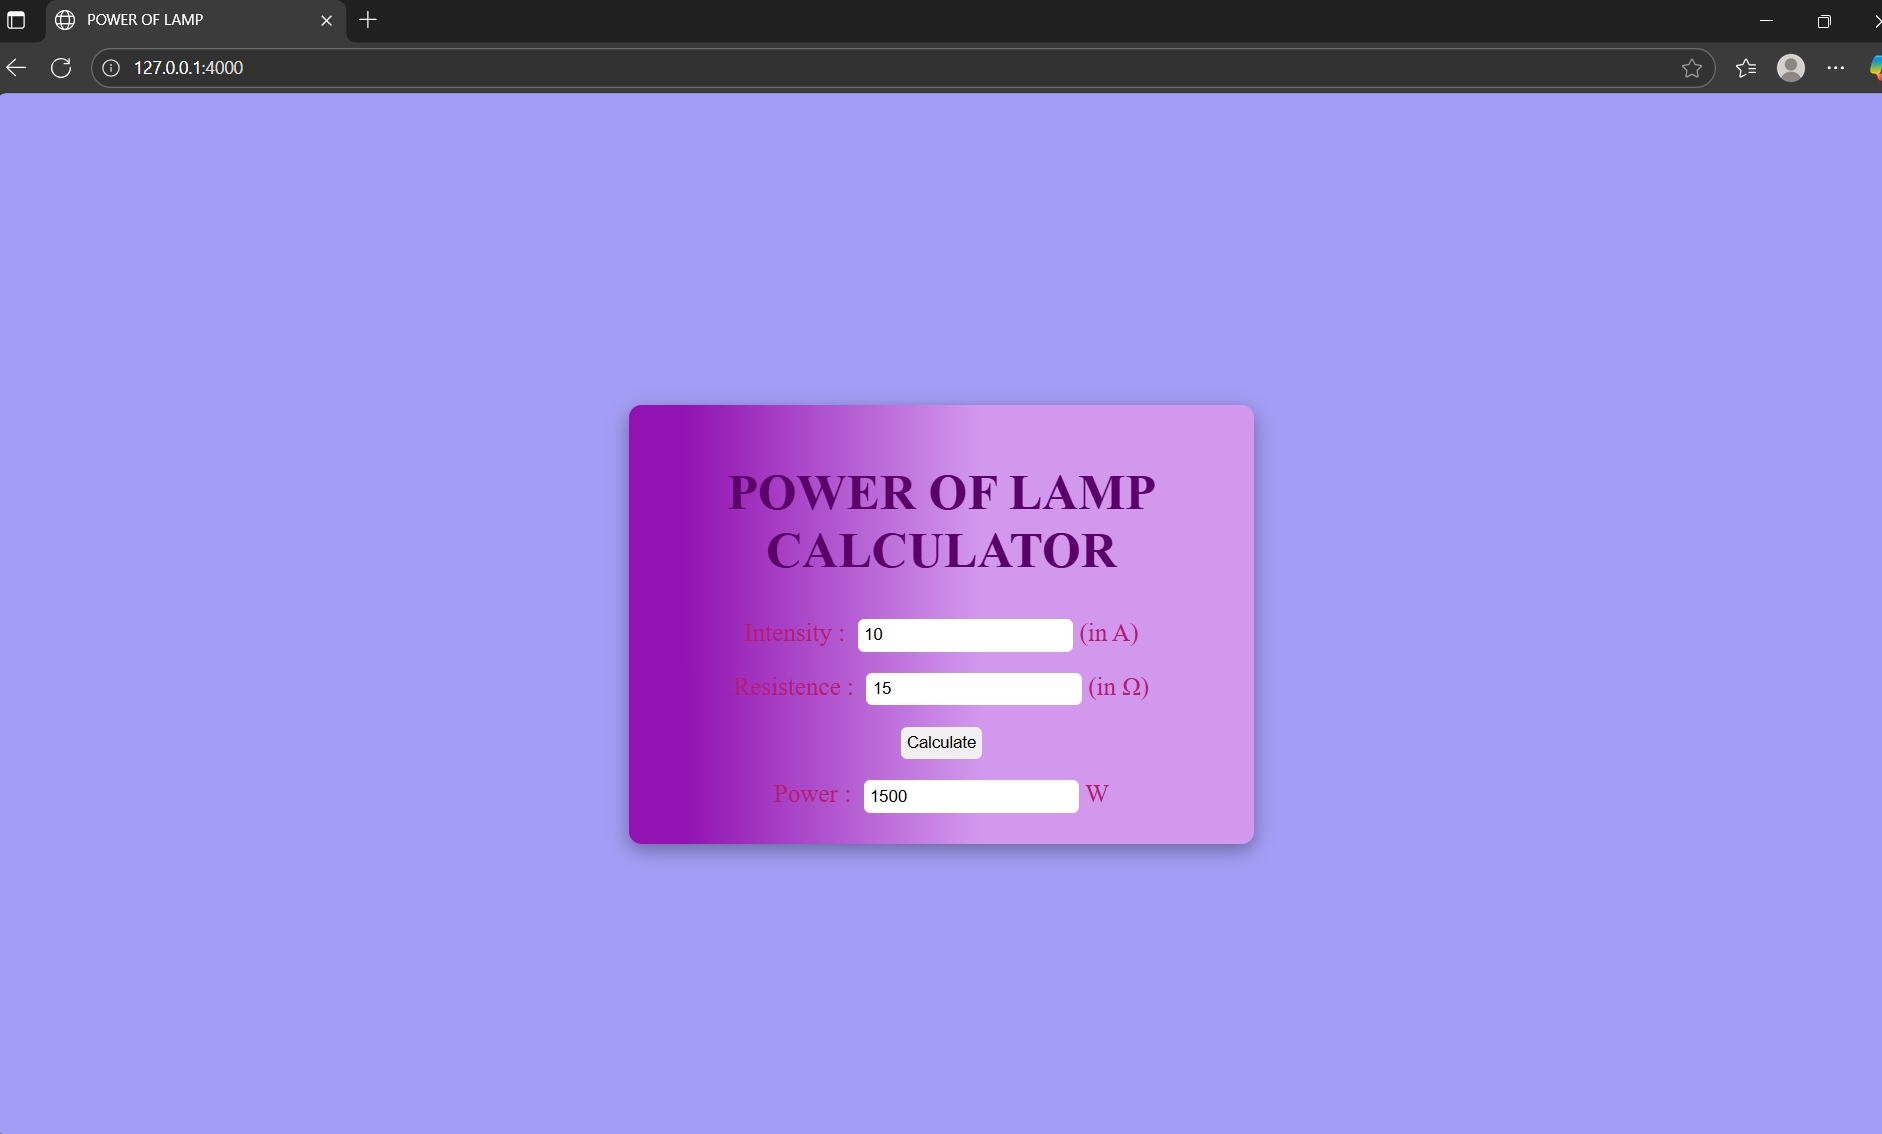 POWER OF LAMP
127.0.0.1:4000
POWER OF LAMP
CALCULATOR
Intensity : 10 (in A)
Resistence : 15 (in Ω)
Calculate
Power : 1500 W